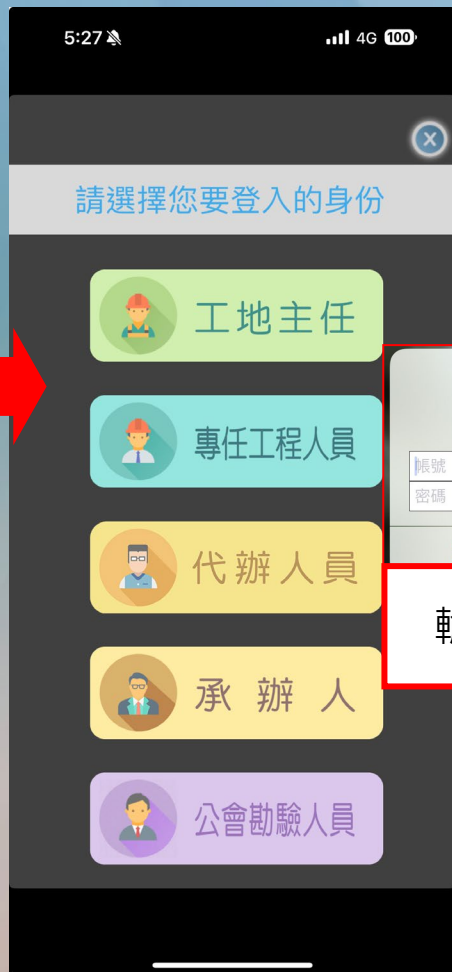 5:27
4G 100
請選擇您要登入的身份
工地主任
專任工程人員
帳號
密碼
代辦人員
承辦人
公會勘驗人員